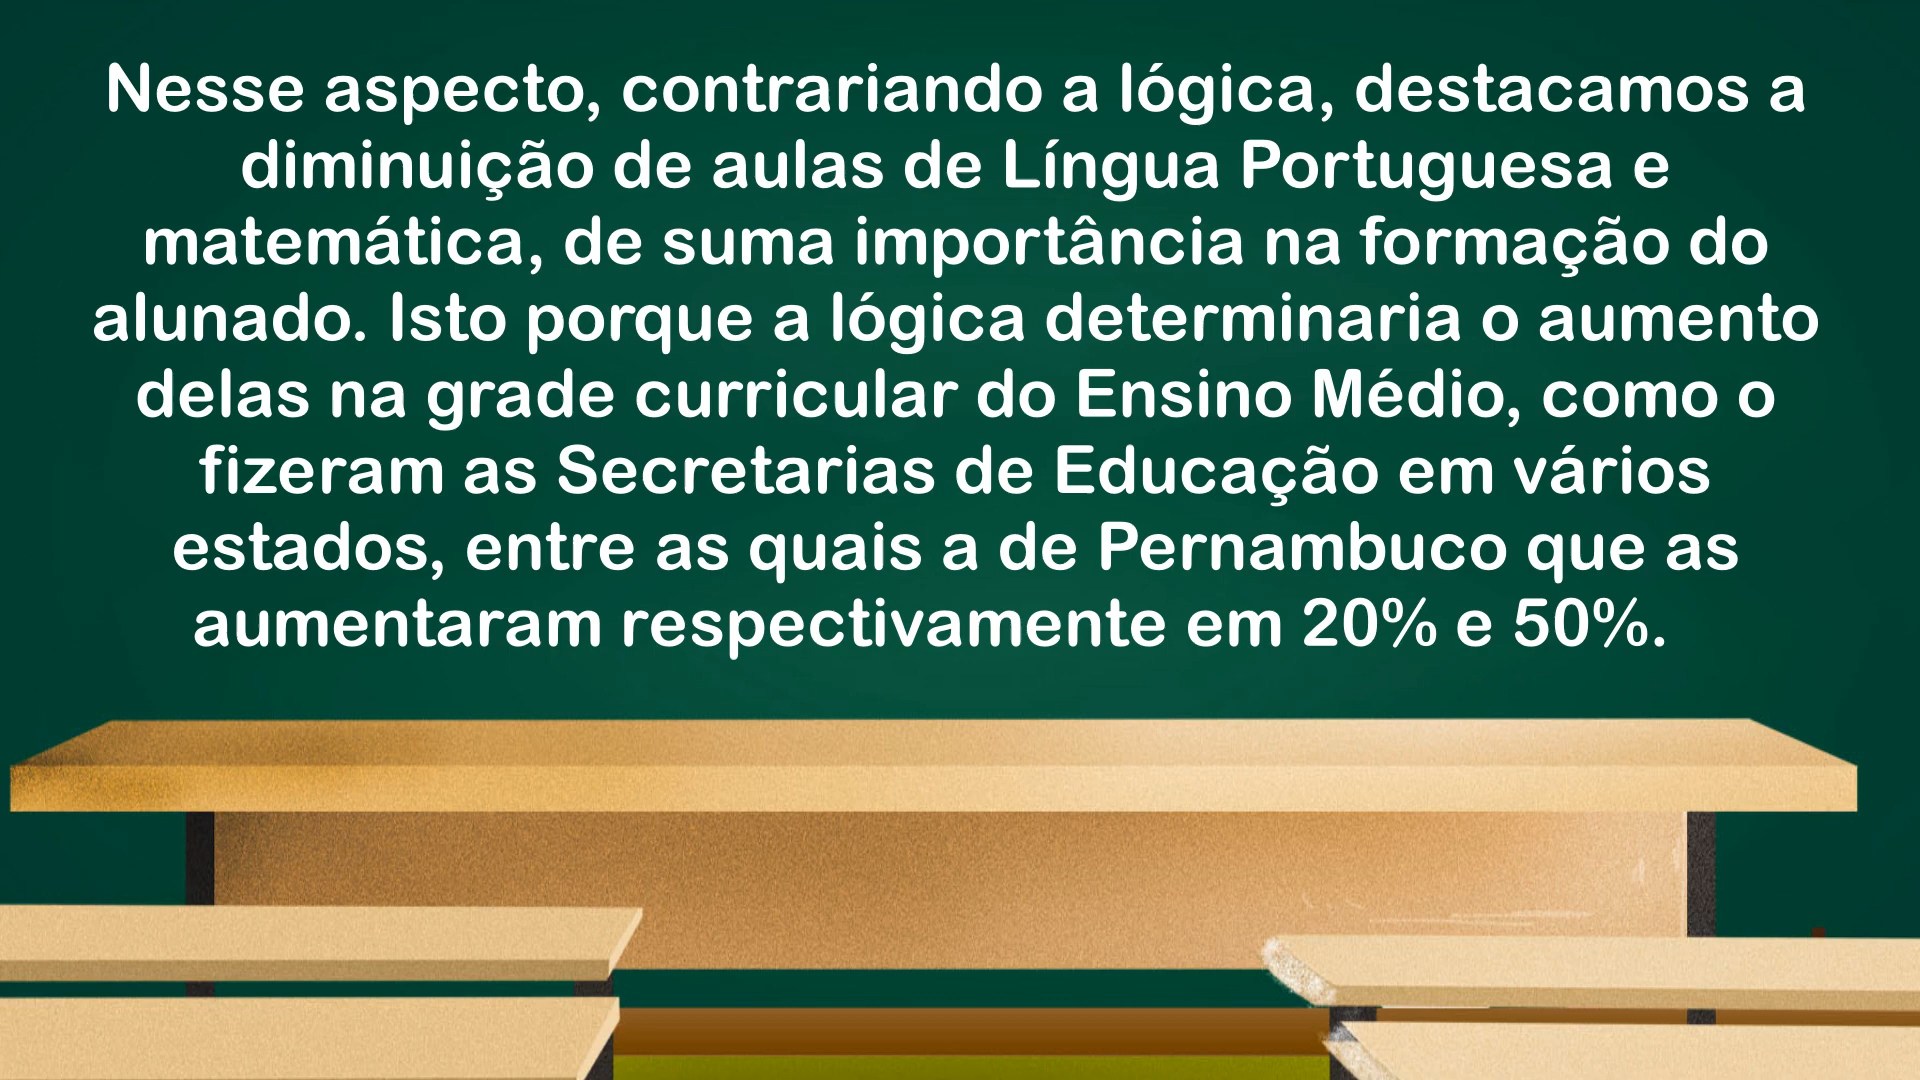 Nesse aspecto, contrariando a lógica, destacamos a
diminuição de aulas de Língua Portuguesa e
matemática, de suma importância na formação do
alunado. Isto porque a lógica determinaria o aumento
delas na grade curricular do Ensino Médio, como o
fizeram as Secretarias de Educação em vários
estados, entre as quais a de Pernambuco que as
aumentaram respectivamente em 20% e 50%.